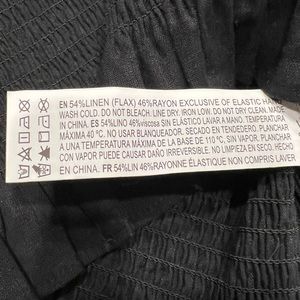 EN 54%LINEN (FLAX) 46%RAYON EXCLUSIVE OF ELASTIC HAND
WASH COLD. DO NOT BLEACH. LINE DRY. IRON LOW. DO NOT DRY CLEAN. MADE
IN CHINA. ES 54%LINO 46%viscosa SIN ELÁSTICO LAVAR A MANO. TEMPERATURA
MÁXIMA 40 °C. NO USAR BLANQUEADOR. SECADO EN TENDEDERO. PLANCHAR
A TEMPERATURA MÁXIMA DE LA BASE DE 110 °C, SIN VAPOR. PLANCHAR
CON VAPOR PUEDE CAUSAR DAÑO IRREVERSIBLE. NO LIMPIAR EN SECO. HECHO
EN CHINA. FR 54%LIN 46%RAYONNE ÉLASTIQUE NON COMPRIS LAVER